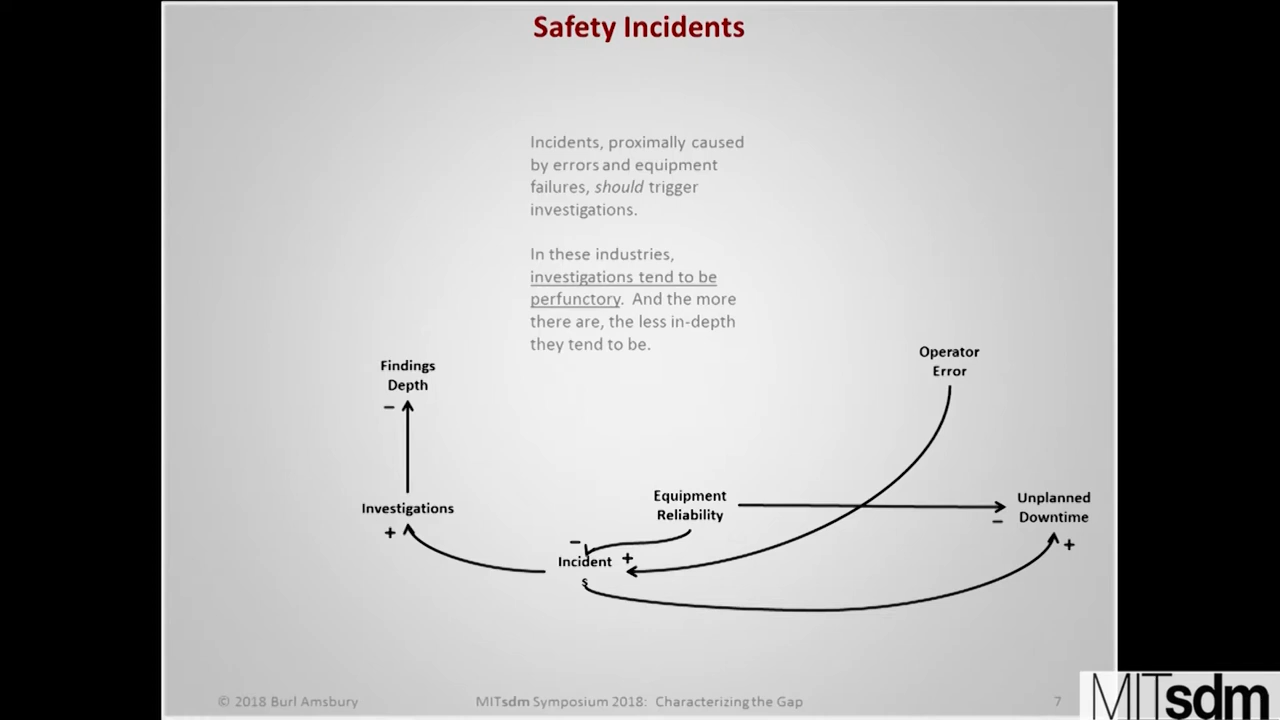 Safety Incidents
Incidents, proximally caused
by errors and equipment
failures, should trigger
investigations.
In these industries,
investigations tend to be
perfunctory. And the more
there are, the less in-depth
they tend to be.
Findings
Depth
–
Operator
Error
Investigations
+
Equipment
Reliability
Unplanned
Downtime
–
+
–
Incident
s
+
© 2018 Burl Amsbury
MITsdm Symposium 2018: Characterizing the Gap
7
MITsdm